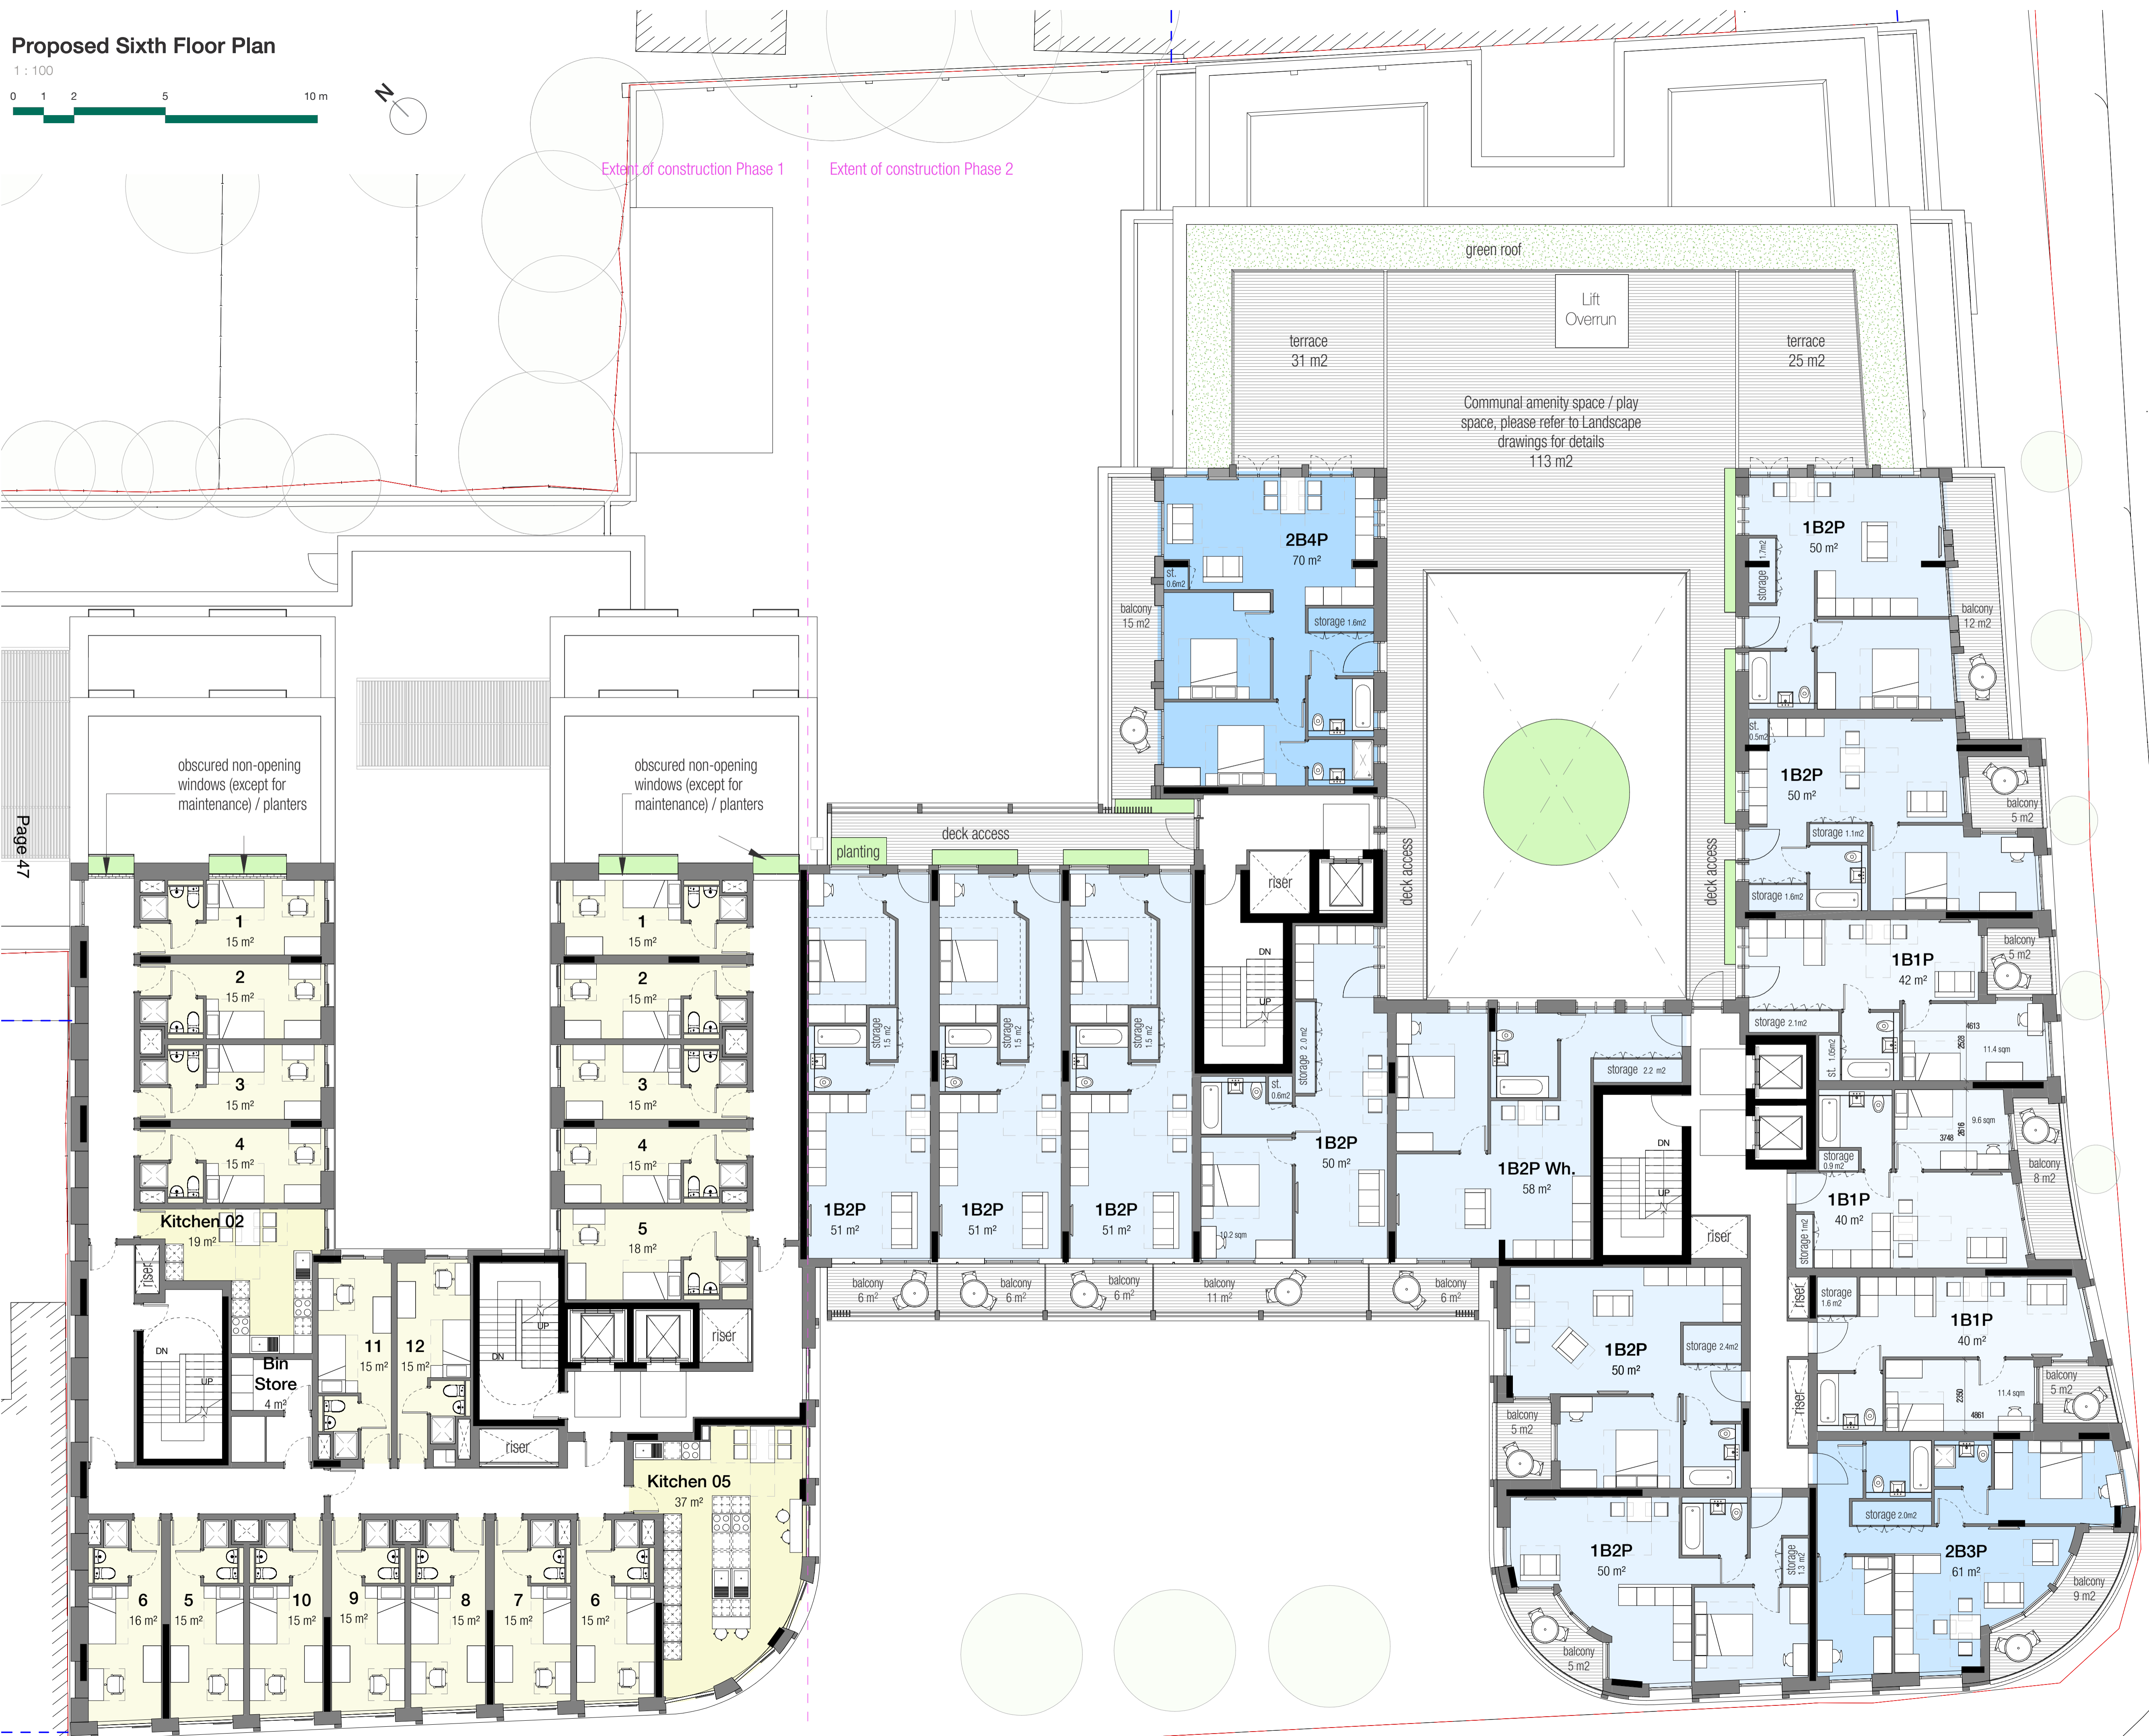 Proposed Sixth Floor Plan
1 : 100
0 1 2 5 10 m
N
Extent of construction Phase 1
Extent of construction Phase 2
green roof
Lift
Overrun
terrace
31 m2
terrace
25 m2
Communal amenity space / play
space, please refer to Landscape
drawings for details
113 m2
2B4P
70 m²
st.
0.6m2
storage 1.6m2
balcony
15 m2
1B2P
50 m²
storage 1.7m2
balcony
12 m2
st.
0.5m2
1B2P
50 m²
balcony
5 m2
storage 1.1m2
storage 1.6m2
deck access
deck access
obscured non-opening
windows (except for
maintenance) / planters
obscured non-opening
windows (except for
maintenance) / planters
Page 47
deck access
planting
riser
1
15 m²
2
15 m²
3
15 m²
4
15 m²
Kitchen 02
19 m²
riser
1
15 m²
2
15 m²
3
15 m²
4
15 m²
5
18 m²
DN
UP
storage
1.5 m2
storage
1.5 m2
storage
1.5 m2
storage 2.0 m2
st.
0.6m2
1B2P
51 m²
1B2P
51 m²
1B2P
51 m²
1B2P
50 m²
10.2 sqm
storage 2.2 m2
1B2P Wh.
58 m²
DN
UP
riser
1B1P
42 m²
balcony
5 m2
storage 2.1m2
st. 1.05m2
4613
2528
11.4 sqm
9.6 sqm
3748
2616
storage
0.9 m2
balcony
8 m2
1B1P
40 m²
storage 1m2
riser
storage
1.6 m2
1B1P
40 m²
balcony
5 m2
11.4 sqm
2350
4861
riser
balcony
6 m²
balcony
6 m²
balcony
6 m²
balcony
11 m²
balcony
6 m²
11
15 m²
12
15 m²
DN
UP
riser
DN
UP
Bin
Store
4 m²
riser
Kitchen 05
37 m²
1B2P
50 m²
storage 2.4m2
balcony
5 m2
1B2P
50 m²
storage
1.3 m2
balcony
5 m2
storage 2.0m2
2B3P
61 m²
balcony
9 m2
6
16 m²
5
15 m²
10
15 m²
9
15 m²
8
15 m²
7
15 m²
6
15 m²